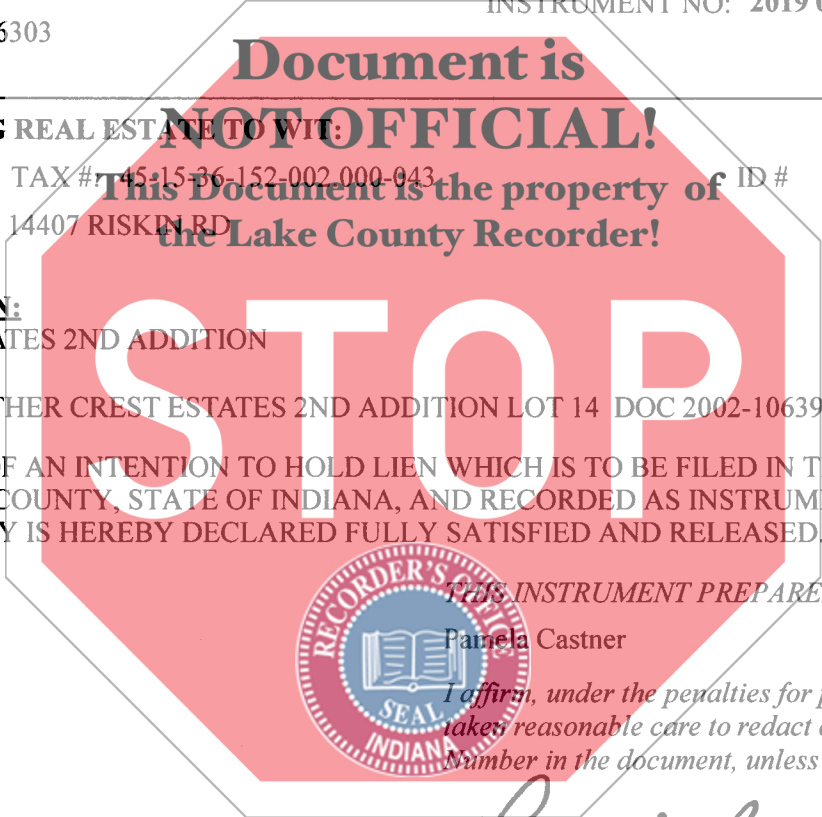 INSTRUMENT NO: 2019 0
6303
Document is
NOT OFFICIAL!
G REAL ESTATE TO WIT:
TAX #: 45-15-36-152-002.000-043 ID #
This Document is the property of
14407 RISKIN RD
the Lake County Recorder!
N:
ATES 2ND ADDITION
STOP
THER CREST ESTATES 2ND ADDITION LOT 14 DOC 2002-10639
F AN INTENTION TO HOLD LIEN WHICH IS TO BE FILED IN T
COUNTY, STATE OF INDIANA, AND RECORDED AS INSTRUM
Y IS HEREBY DECLARED FULLY SATISFIED AND RELEASED.
THIS INSTRUMENT PREPARE
Pamela Castner
I affirm, under the penalties for p
taken reasonable care to redact e
Number in the document, unless
RECORDER'S OFFICE
SEAL
INDIANA